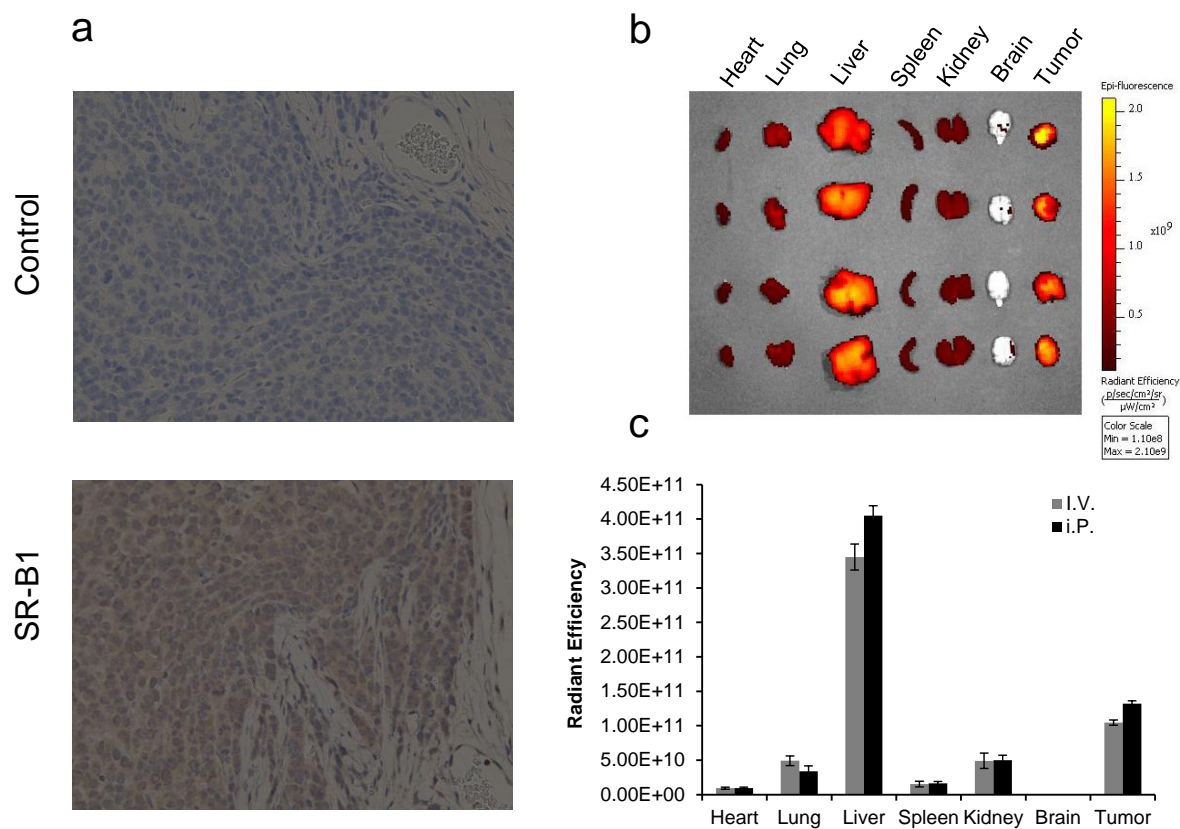 a
Control
SR-B1
b
Heart
Lung
Liver
Spleen
Kidney
Brain
Tumor
Epi-fluorescence
2.0
1.5
1.0
x10⁹
0.5
Radiant Efficiency
(p/sec/cm²/sr
µW/cm²)
Color Scale
Min = 1.10e8
Max = 2.10e9
c
Radiant Efficiency
4.50E+11
4.00E+11
3.50E+11
3.00E+11
2.50E+11
2.00E+11
1.50E+11
1.00E+11
5.00E+10
0.00E+00
I.V.
i.P.
Heart Lung Liver Spleen Kidney Brain Tumor